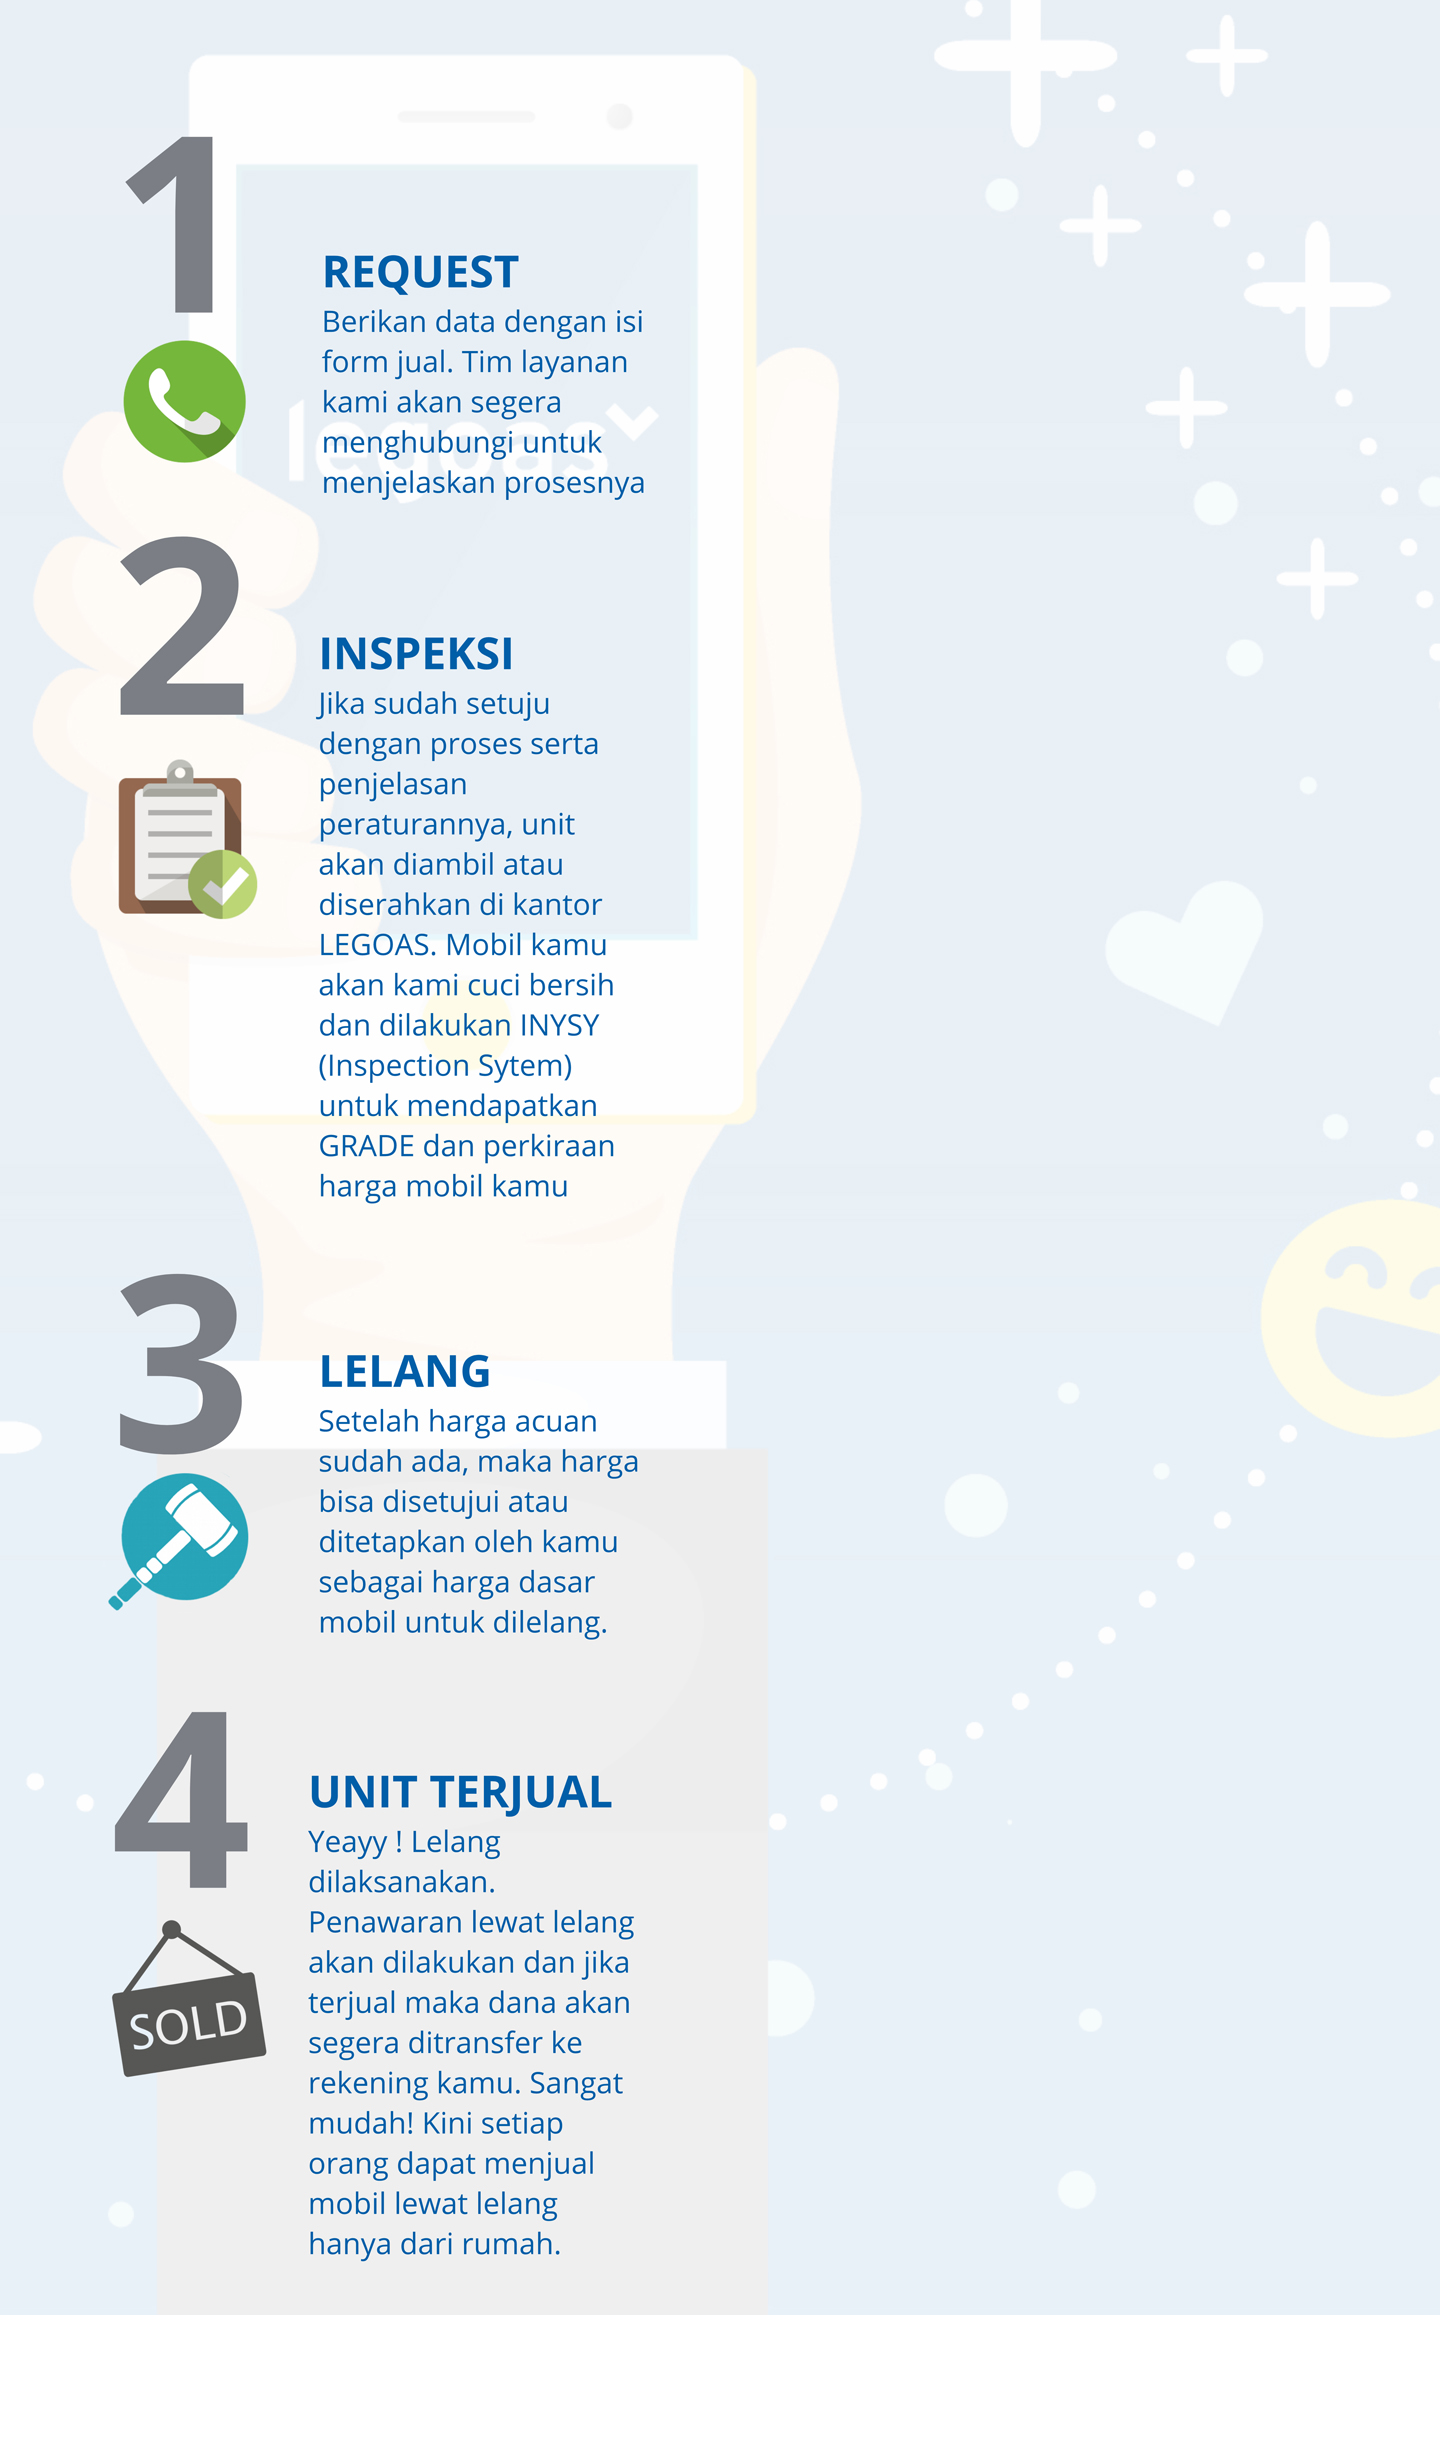 1
REQUEST
Berikan data dengan isi
form jual. Tim layanan
kami akan segera
menghubungi untuk
menjelaskan prosesnya
legoas
2
INSPEKSI
Jika sudah setuju
dengan proses serta
penjelasan
peraturannya, unit
akan diambil atau
diserahkan di kantor
LEGOAS. Mobil kamu
akan kami cuci bersih
dan dilakukan INYSY
(Inspection Sytem)
untuk mendapatkan
GRADE dan perkiraan
harga mobil kamu
3
LELANG
Setelah harga acuan
sudah ada, maka harga
bisa disetujui atau
ditetapkan oleh kamu
sebagai harga dasar
mobil untuk dilelang.
4
UNIT TERJUAL
Yeayy ! Lelang
dilaksanakan.
Penawaran lewat lelang
akan dilakukan dan jika
terjual maka dana akan
segera ditransfer ke
rekening kamu. Sangat
mudah! Kini setiap
orang dapat menjual
mobil lewat lelang
hanya dari rumah.
SOLD